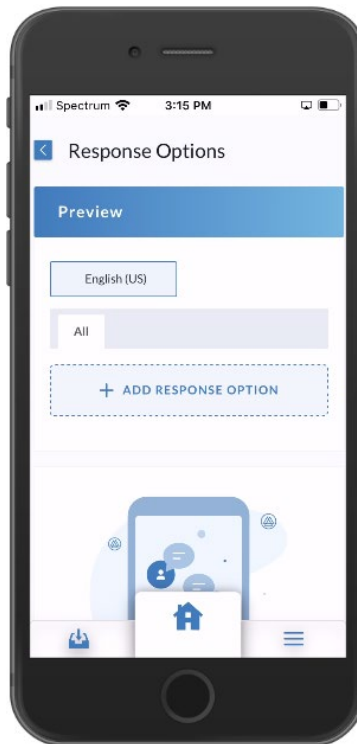 Spectrum 3:15 PM
Response Options
Preview
English (US)
All
+ ADD RESPONSE OPTION